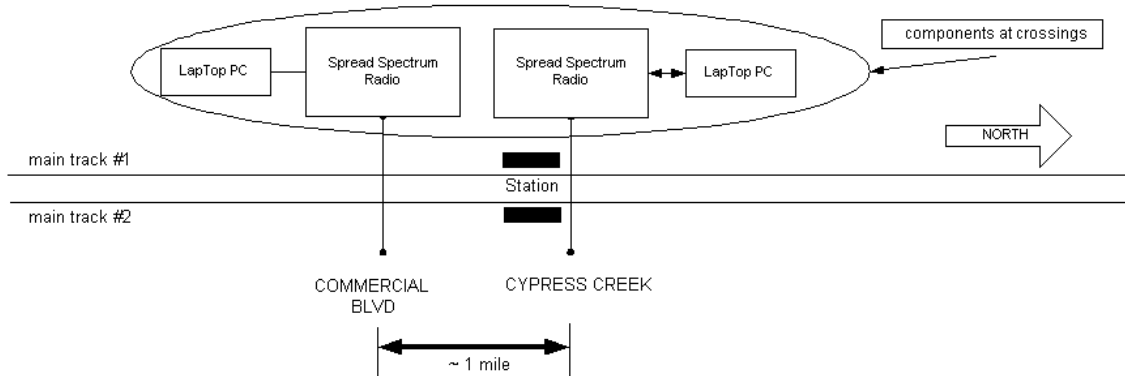 components at crossings
LapTop PC
Spread Spectrum
Radio
Spread Spectrum
Radio
LapTop PC
NORTH
main track #1
Station
main track #2
COMMERCIAL
BLVD
CYPRESS CREEK
~ 1 mile